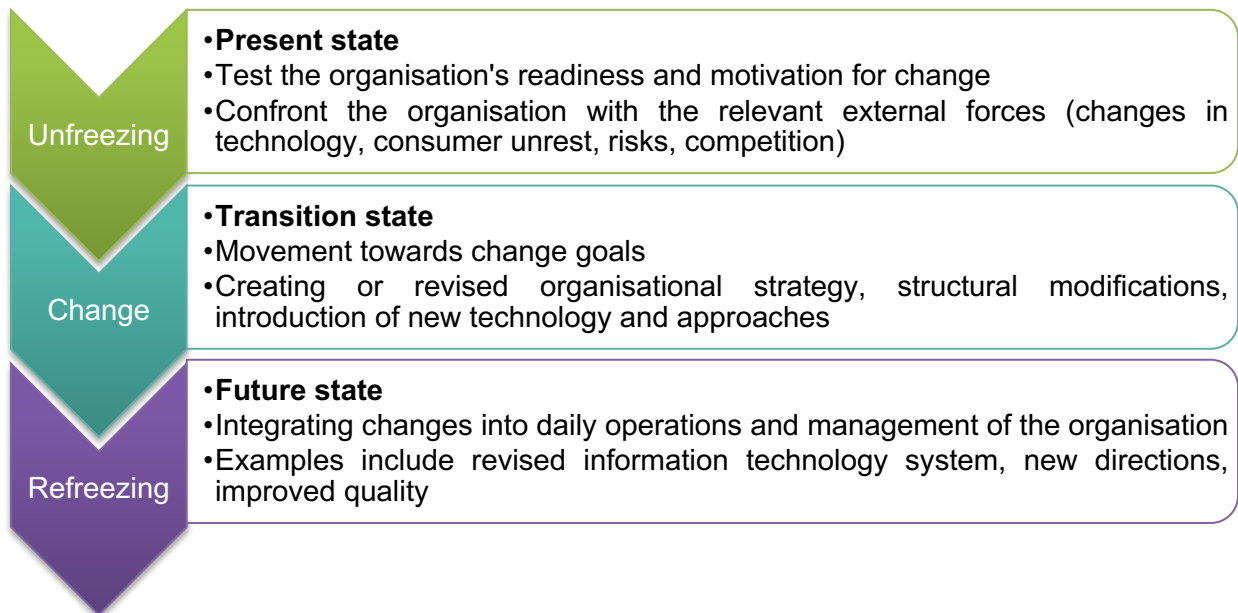 Unfreezing
•Present state
•Test the organisation's readiness and motivation for change
•Confront the organisation with the relevant external forces (changes in
technology, consumer unrest, risks, competition)
Change
•Transition state
•Movement towards change goals
•Creating or revised organisational strategy, structural modifications,
introduction of new technology and approaches
Refreezing
•Future state
•Integrating changes into daily operations and management of the organisation
•Examples include revised information technology system, new directions,
improved quality